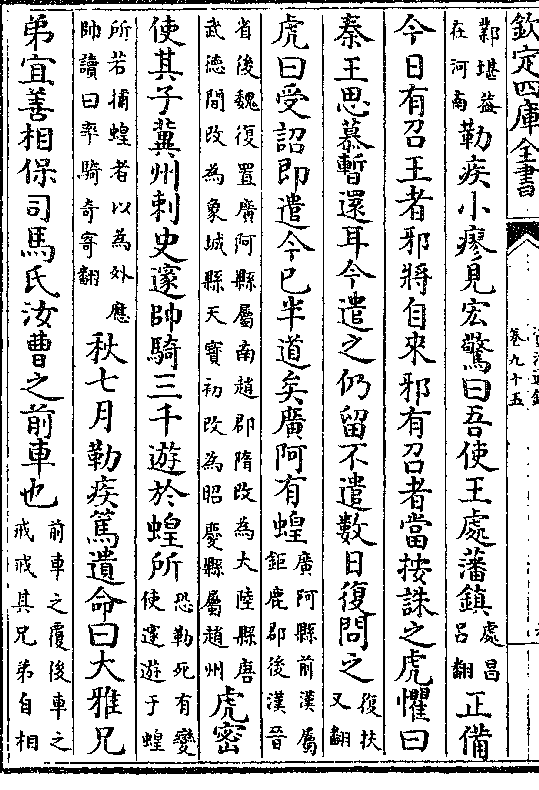 欽定四庫全書
卷九十五
鄴堪葢在河南勒疾小瘳見宏驚曰吾使王處藩鎮處昌呂翻正備
今日有召王者邪將自來邪有召者當按誅之虎懼曰
秦王思慕暫還耳今遣之仍留不遣數日復問之復扶又翻
虎曰受詔即遣今已半道矣廣阿有蝗廣阿縣前漢屬鉅鹿郡後漢晉
省後魏復置廣阿縣屬南趙郡隋改為大陸縣唐武德間改為象城縣天寶初改為昭慶縣屬趙州虎密
使其子冀州刺史邃帥騎三千遊於蝗所恐勒死有變使邃遊于蝗
所若捕蝗者以為外應帥讀曰率騎奇寄翻秋七月勒疾篤遺命曰大雅兄
弟宜善相保司馬氏汝曹之前車也前車之覆後車之戒戒其兄弟自相